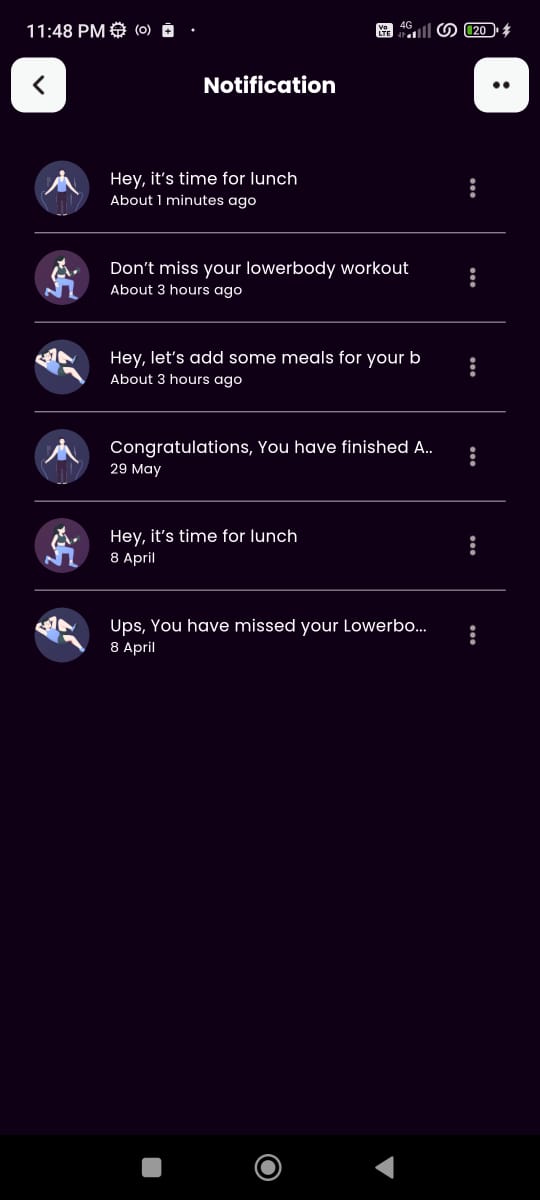 11:48 PM
Vo LTE 4G 20
Notification
Hey, it's time for lunch
About 1 minutes ago
Don't miss your lowerbody workout
About 3 hours ago
Hey, let's add some meals for your b
About 3 hours ago
Congratulations, You have finished A..
29 May
Hey, it's time for lunch
8 April
Ups, You have missed your Lowerbo...
8 April